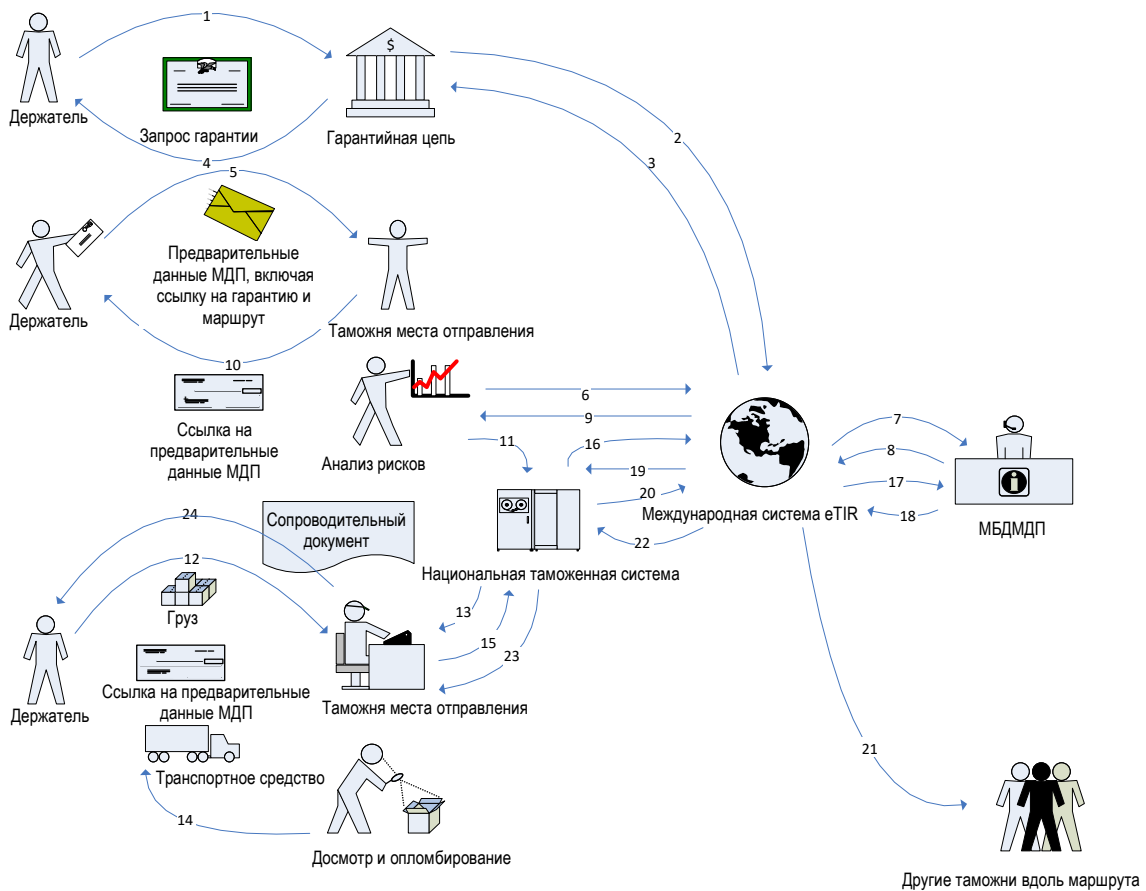 1
$
Держатель
Запрос гарантии
Гарантийная цепь
2
3
4
5
Предварительные
данные МДП, включая
ссылку на гарантию и
маршрут
Держатель
Таможня места отправления
10
Ссылка на
предварительные
данные МДП
Анализ рисков
6
9
11
16
7
8
17
18
19
20
22
Международная система eTIR
МБДМДП
Национальная таможенная система
24
Сопроводительный
документ
12
Груз
13
15
23
Держатель
Ссылка на предварительные
данные МДП
Таможня места отправления
Транспортное средство
14
Досмотр и опломбирование
21
Другие таможни вдоль маршрута